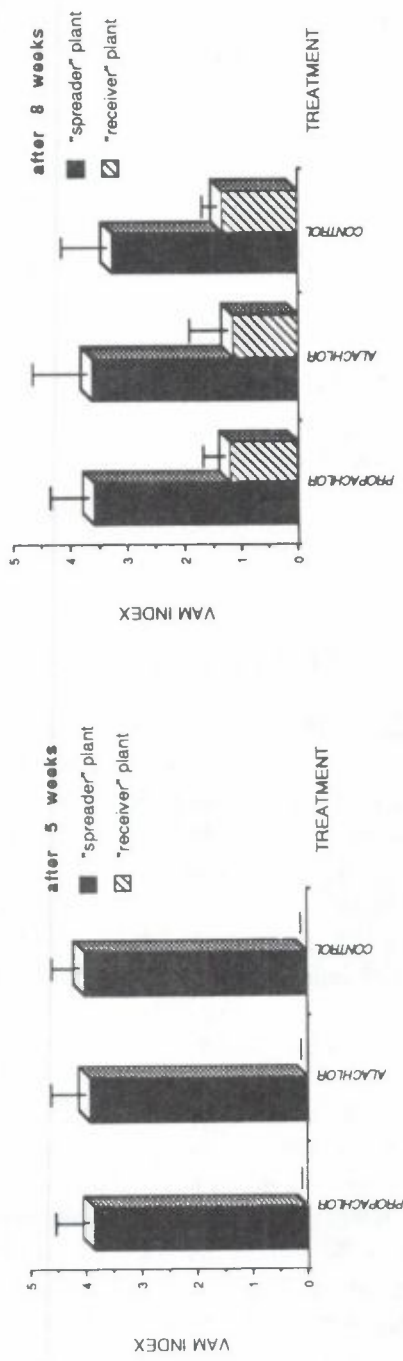 after 5 weeks
"spreader" plant
"receiver" plant
VAM INDEX
5
4
3
2
1
0
PROPACHLOR
ALACHLOR
CONTROL
TREATMENT
after 8 weeks
"spreader" plant
"receiver" plant
VAM INDEX
5
4
3
2
1
0
PROPACHLOR
ALACHLOR
CONTROL
TREATMENT